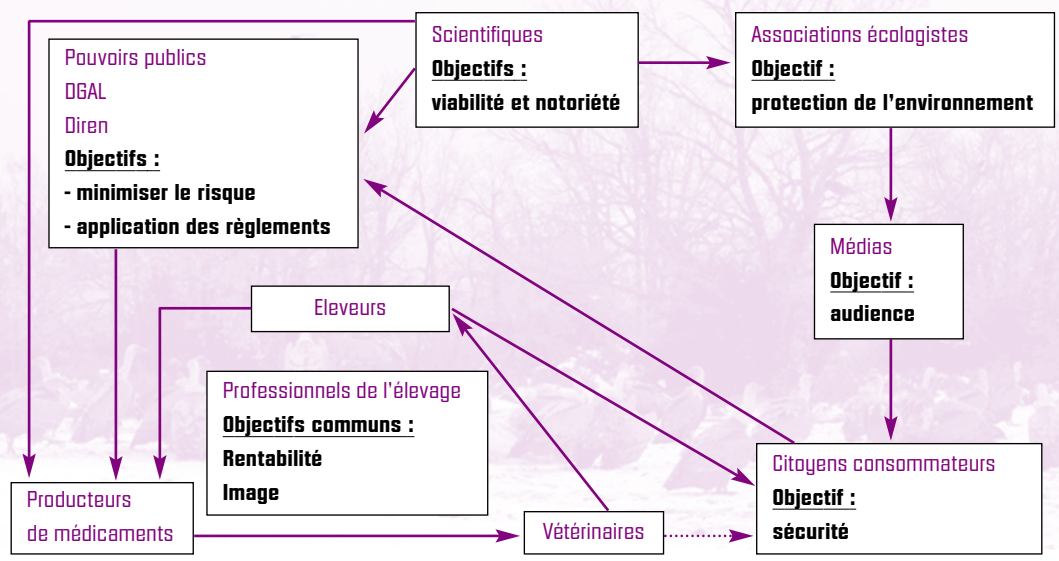 Scientifiques
Objectifs :
viabilité et notoriété
Associations écologistes
Objectif :
protection de l'environnement
Pouvoirs publics
DGAL
Diren
Objectifs :
- minimiser le risque
- application des règlements
Médias
Objectif :
audience
Eleveurs
Professionnels de l'élevage
Objectifs communs :
Rentabilité
Image
Citoyens consommateurs
Objectif :
sécurité
Producteurs
de médicaments
Vétérinaires